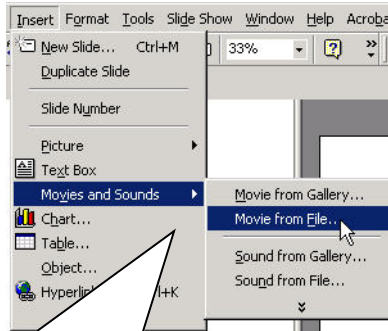 Insert Format Tools Slide Show Window Help Acroba
New Slide... Ctrl+M 33%
Duplicate Slide
Slide Number
Picture
Text Box
Movies and Sounds Movie from Gallery...
Chart... Movie from File...
Table...
Sound from Gallery...
Object...
Sound from File...